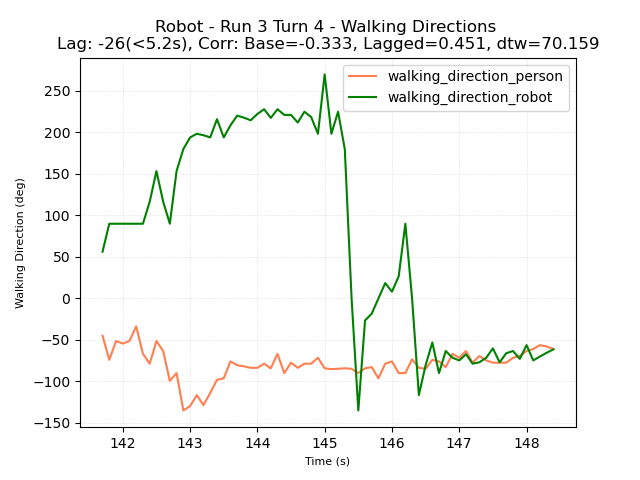 Robot - Run 3 Turn 4 - Walking Directions
Lag: -26(<5.2s), Corr: Base=-0.333, Lagged=0.451, dtw=70.159
walking_direction_person
walking_direction_robot
Walking Direction (deg)
250
200
150
100
50
0
−50
−100
−150
142 143 144 145 146 147 148
Time (s)